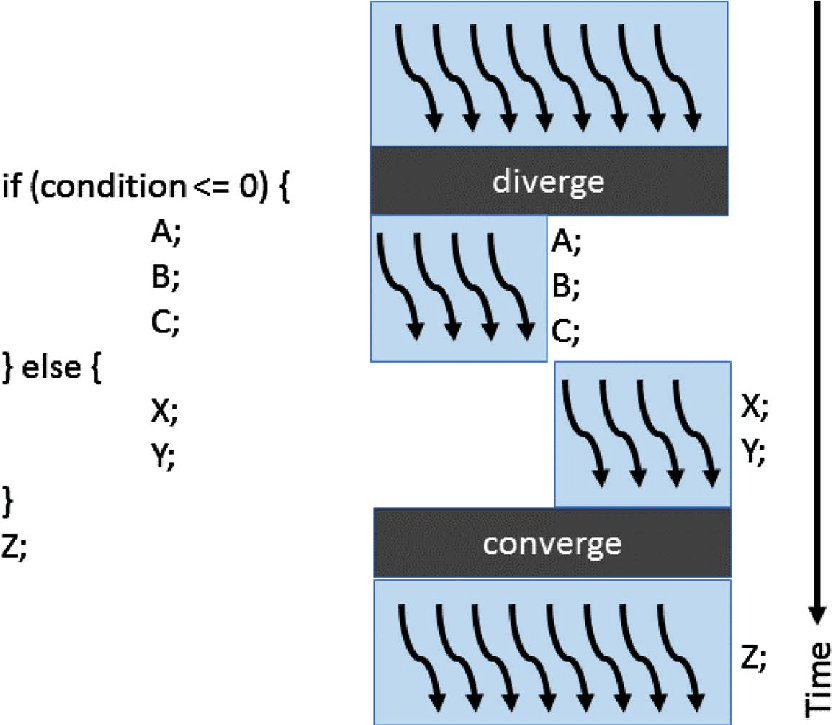 if (condition <= 0) {
A;
B;
C;
} else {
X;
Y;
}
Z;
diverge
A;
B;
C;
X;
Y;
converge
Z;
Time